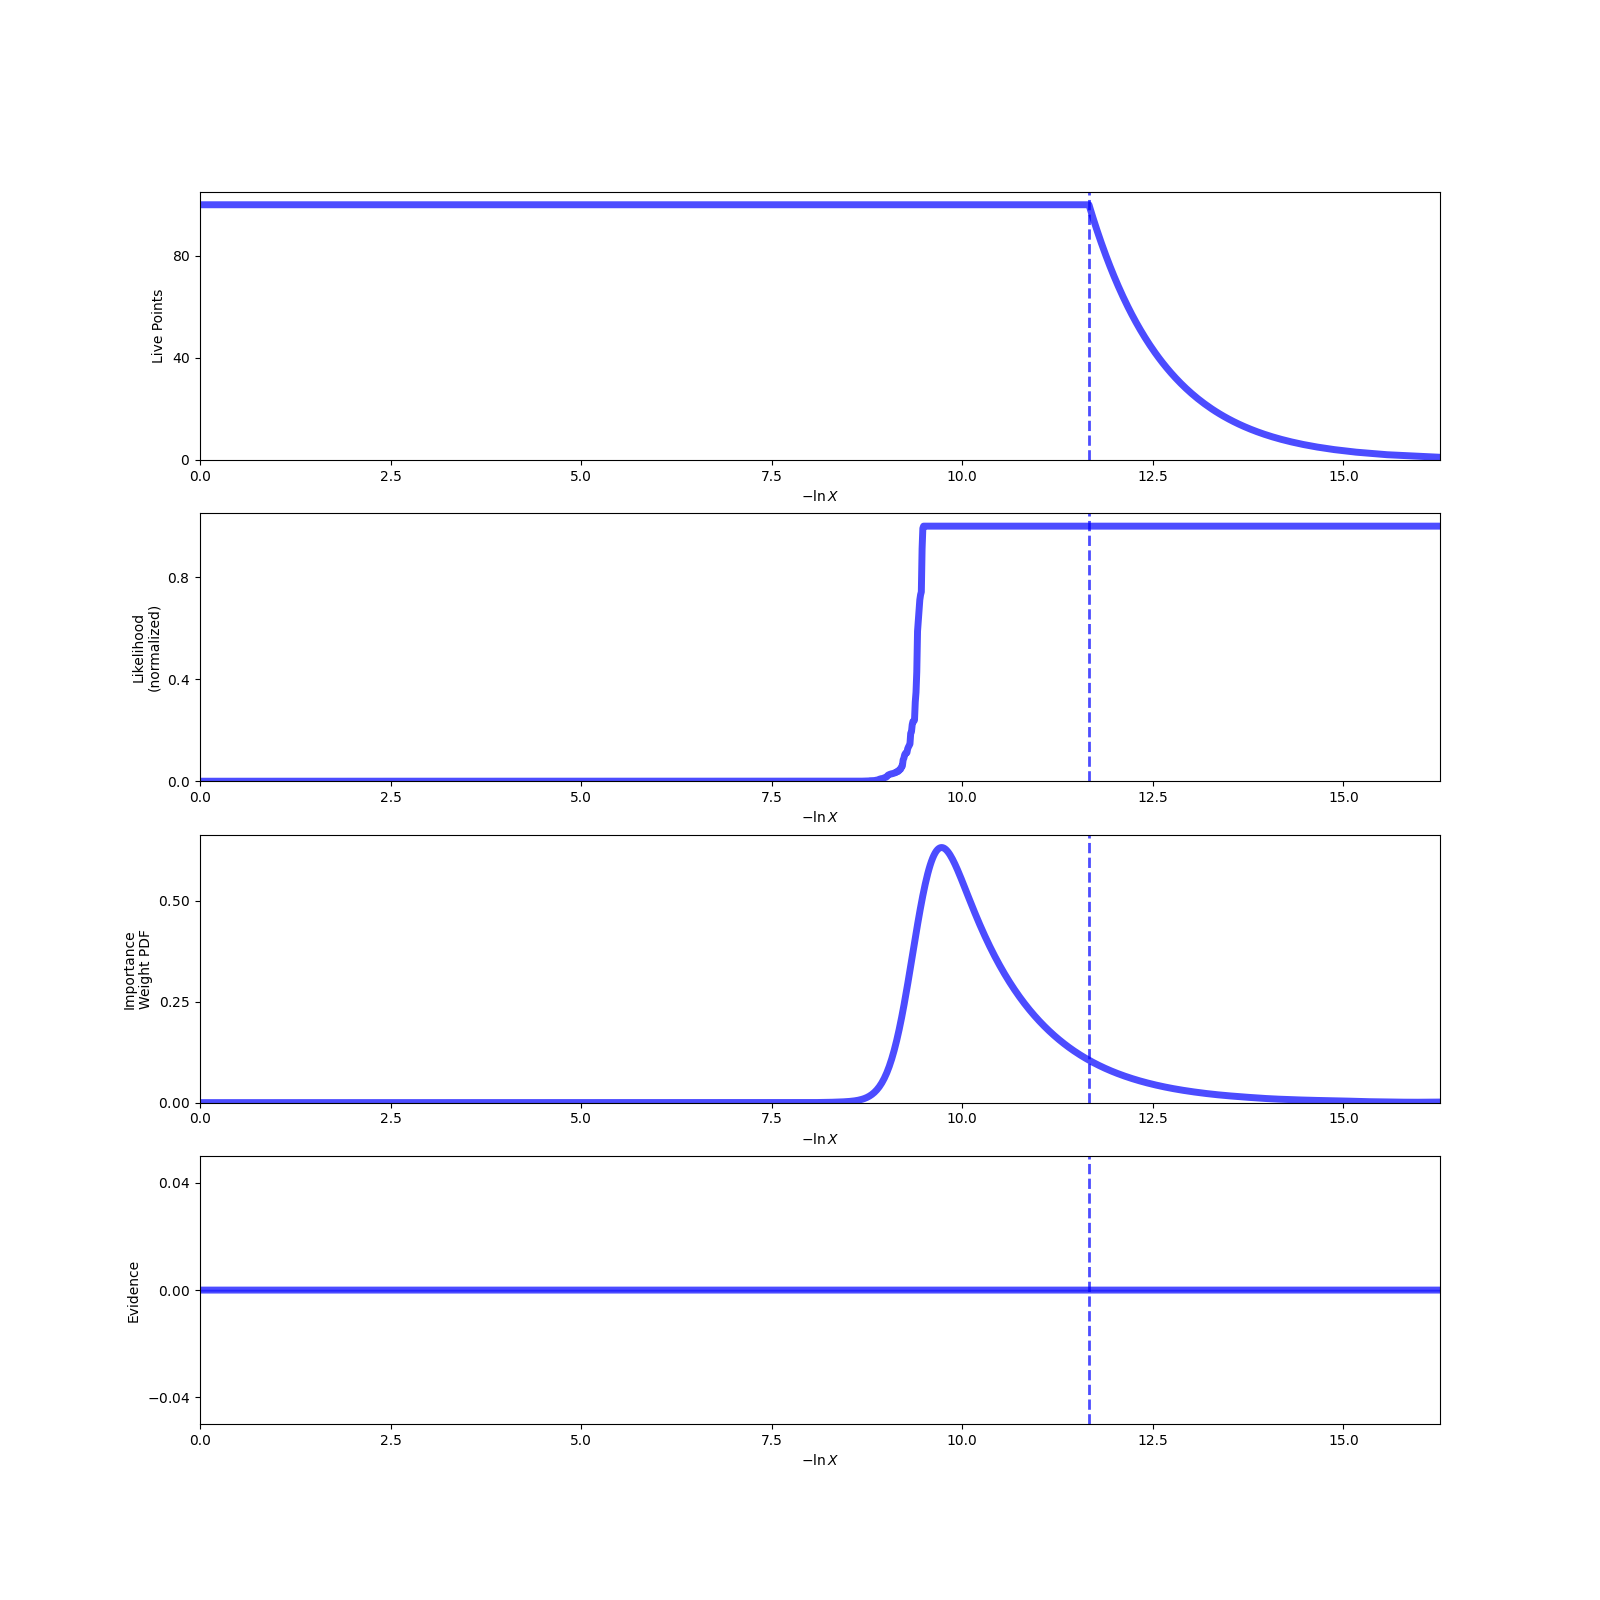 80
40
0
Live Points
0.0 2.5 5.0 7.5 10.0 12.5 15.0
−ln X
0.8
0.4
0.0
Likelihood
(normalized)
0.0 2.5 5.0 7.5 10.0 12.5 15.0
−ln X
0.50
0.25
0.00
Importance
Weight PDF
0.0 2.5 5.0 7.5 10.0 12.5 15.0
−ln X
0.04
0.00
−0.04
Evidence
0.0 2.5 5.0 7.5 10.0 12.5 15.0
−ln X